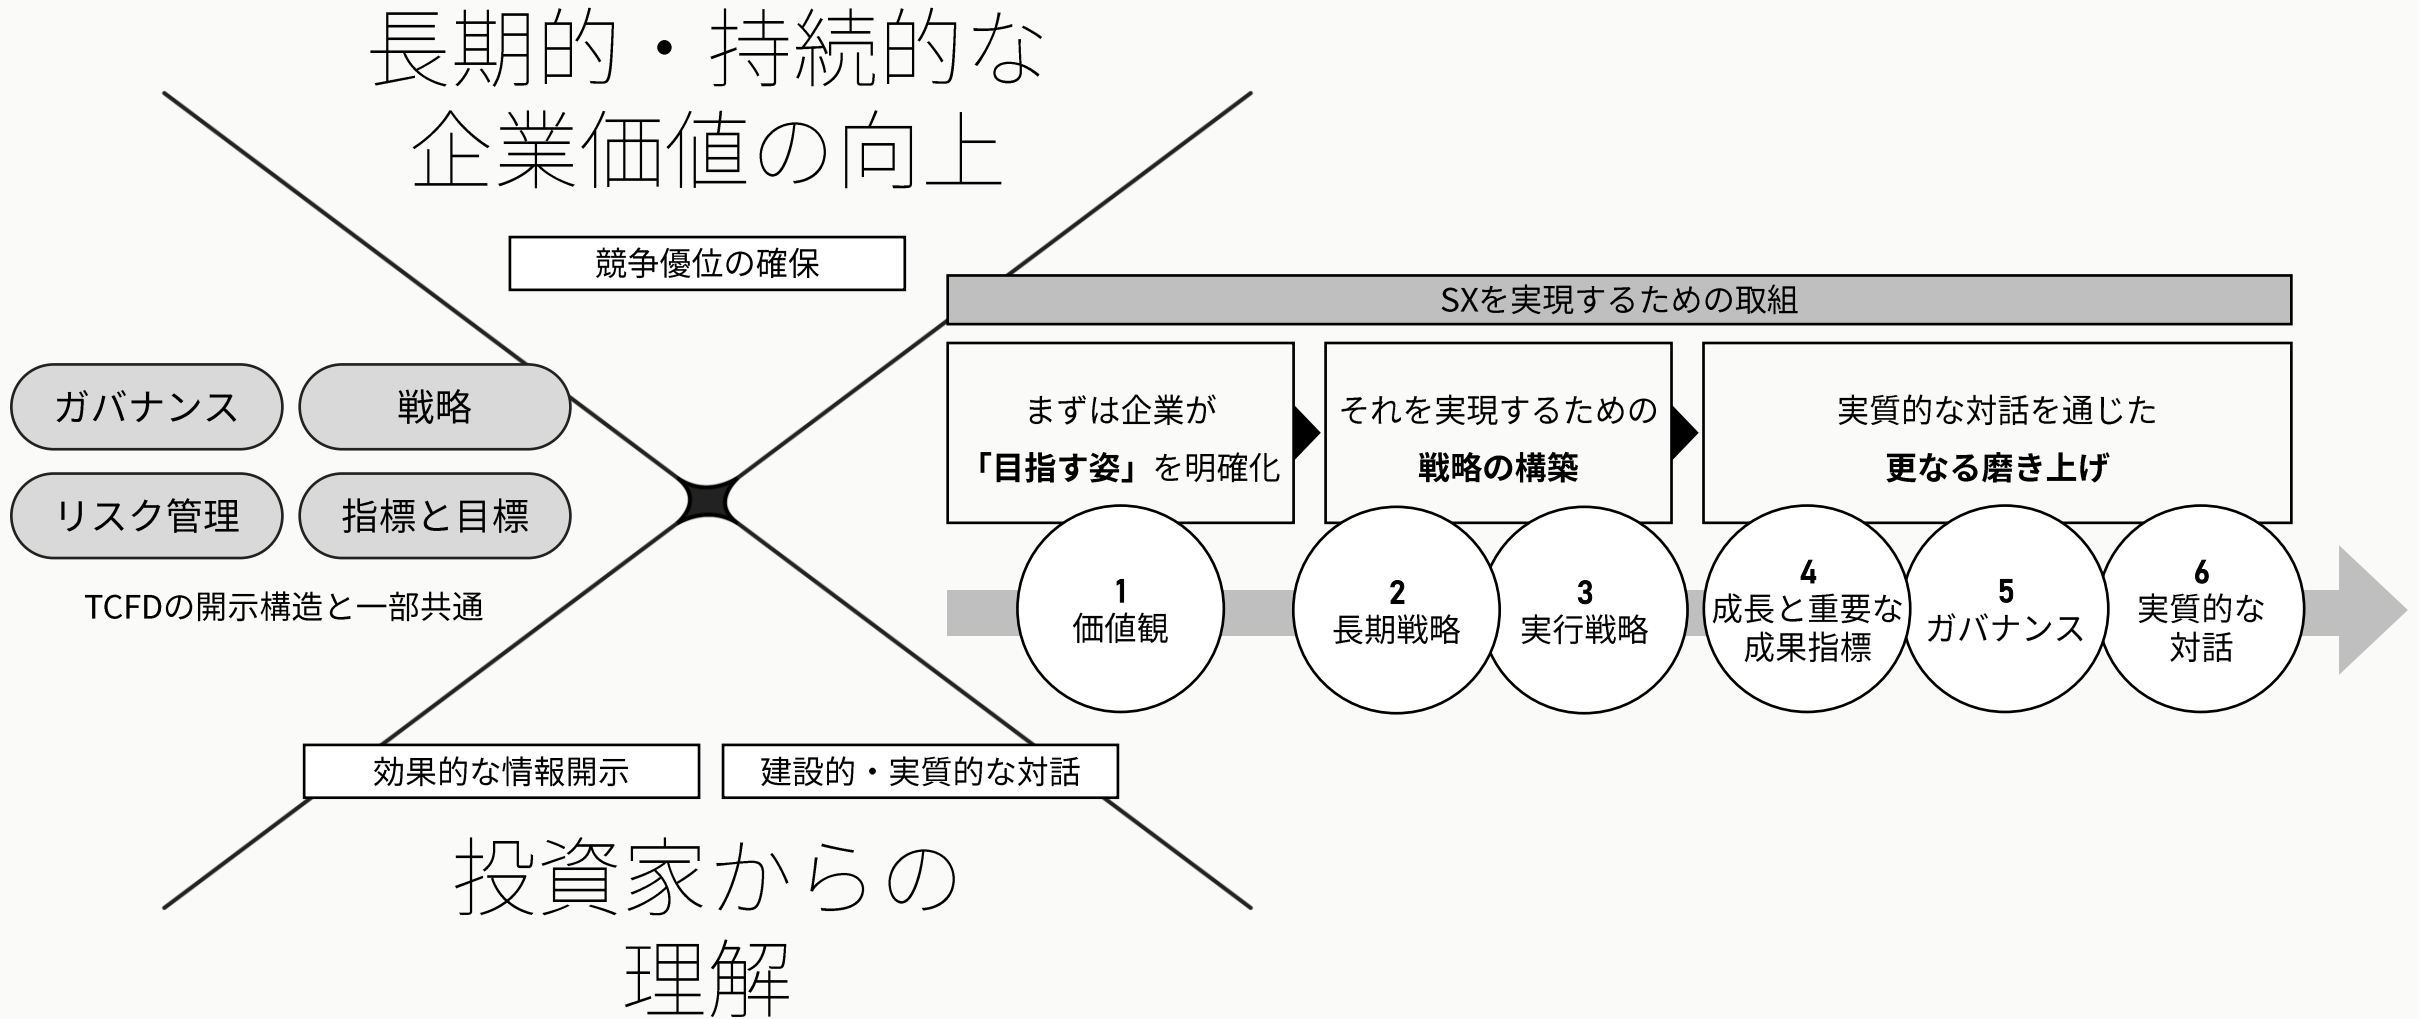 長期的・持続的な
企業価値の向上
競争優位の確保
ガバナンス
戦略
リスク管理
指標と目標
TCFDの開示構造と一部共通
SXを実現するための取組
まずは企業が
「目指す姿」を明確化
それを実現するための
戦略の構築
実質的な対話を通じた
更なる磨き上げ
1
価値観
2
長期戦略
3
実行戦略
4
成長と重要な
成果指標
5
ガバナンス
6
実質的な
対話
効果的な情報開示
建設的・実質的な対話
投資家からの
理解